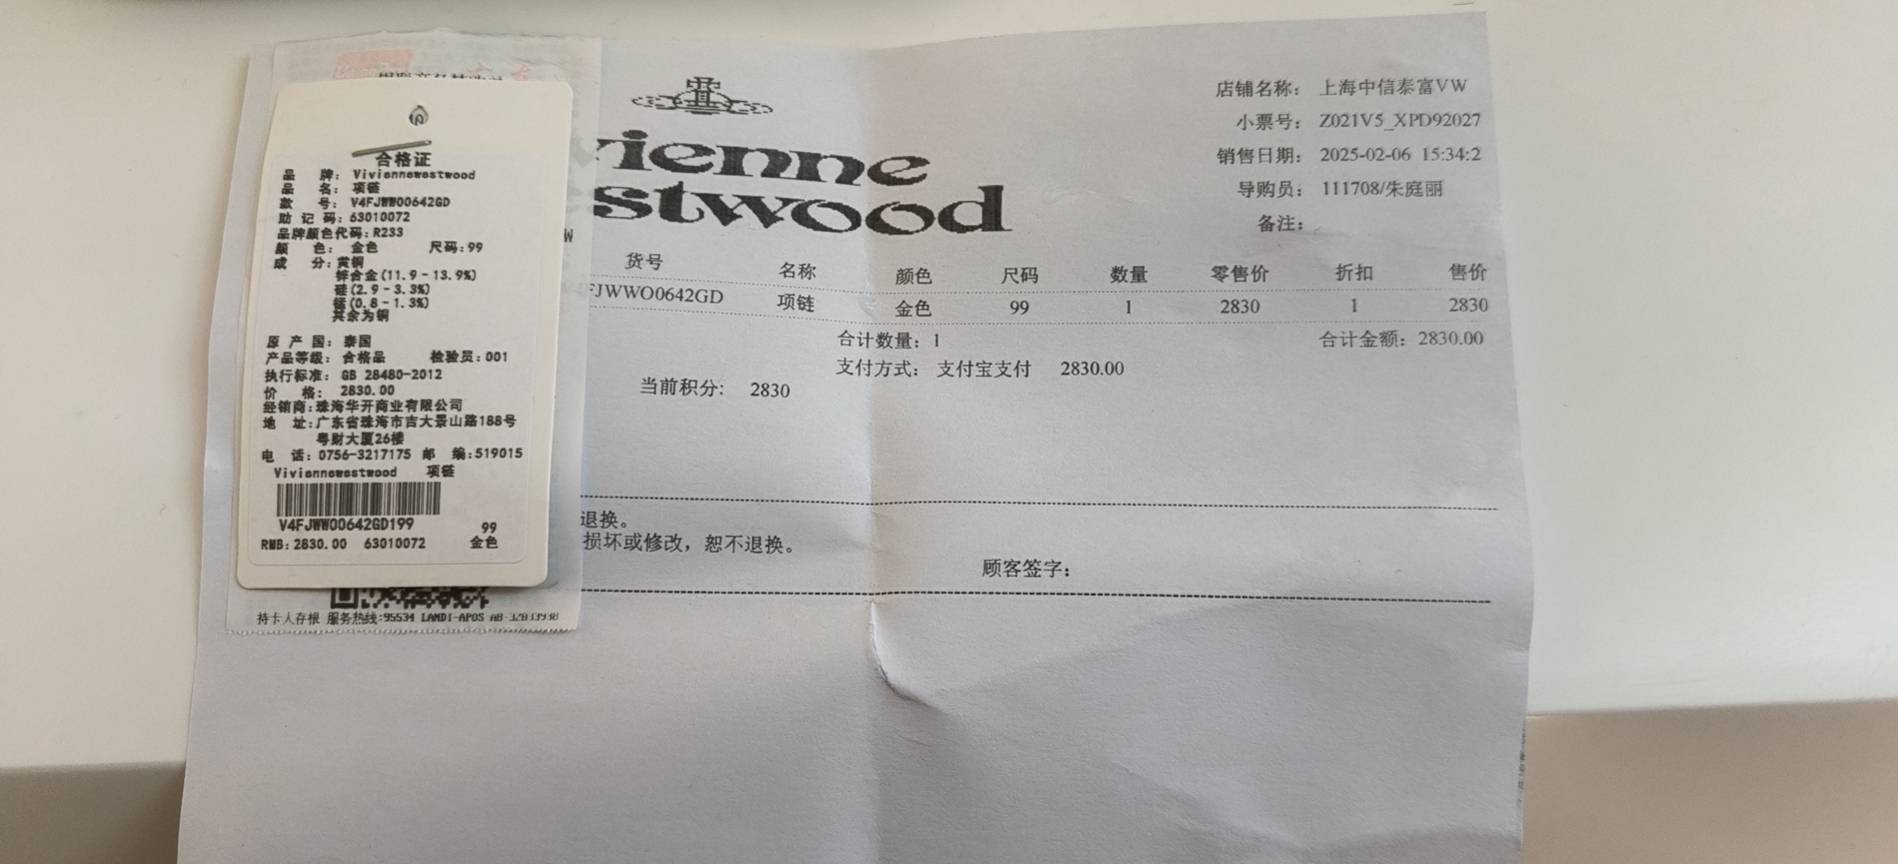 合格证
品 牌: Viviennewestwood
品 名: 项链
款 号: V4FJWWO0642GD
助 记 码: 63010072
品牌颜色代码: R233
颜 色: 金色 尺码: 99
成 分: 黄铜
锌合金(11.9-13.9%)
硅(2.9-3.3%)
锰(0.8-1.3%)
其余为铜
原 产 国: 泰国
产品等级: 合格品 检验员: 001
执行标准: GB 28480-2012
价 格: 2830.00
经销商: 珠海华开商业有限公司
地 址: 广东省珠海市吉大景山路188号
粤财大厦26楼
电 话: 0756-3217175 邮 编: 519015
Viviennewestwood 项链
V4FJWWO0642GD199 99
RMB: 2830.00 63010072 金色
持卡人存根 服务热线:95534 LANDI-APOS
vienne
stwood
店铺名称: 上海中信泰富VW
小票号: Z021V5_XPD92027
销售日期: 2025-02-06 15:34:2
导购员: 111708/朱庭丽
备注:
货号 名称 颜色 尺码 数量 零售价 折扣 售价
FJWWO0642GD 项链 金色 99 1 2830 1 2830
合计数量: 1 合计金额: 2830.00
支付方式: 支付宝支付 2830.00
当前积分: 2830
退换。
损坏或修改，恕不退换。
顾客签字: